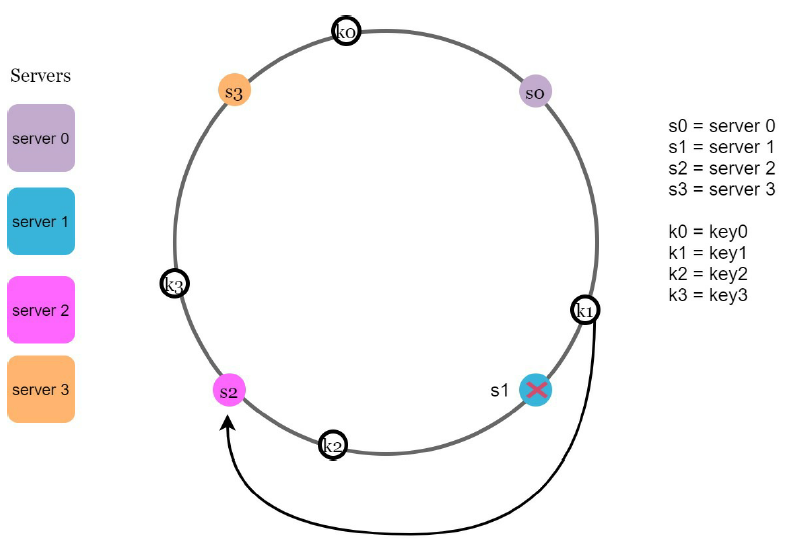 Servers
server 0
server 1
server 2
server 3
k0
s3
s0
k3
k1
s2
s1
k2
s0 = server 0
s1 = server 1
s2 = server 2
s3 = server 3
k0 = key0
k1 = key1
k2 = key2
k3 = key3